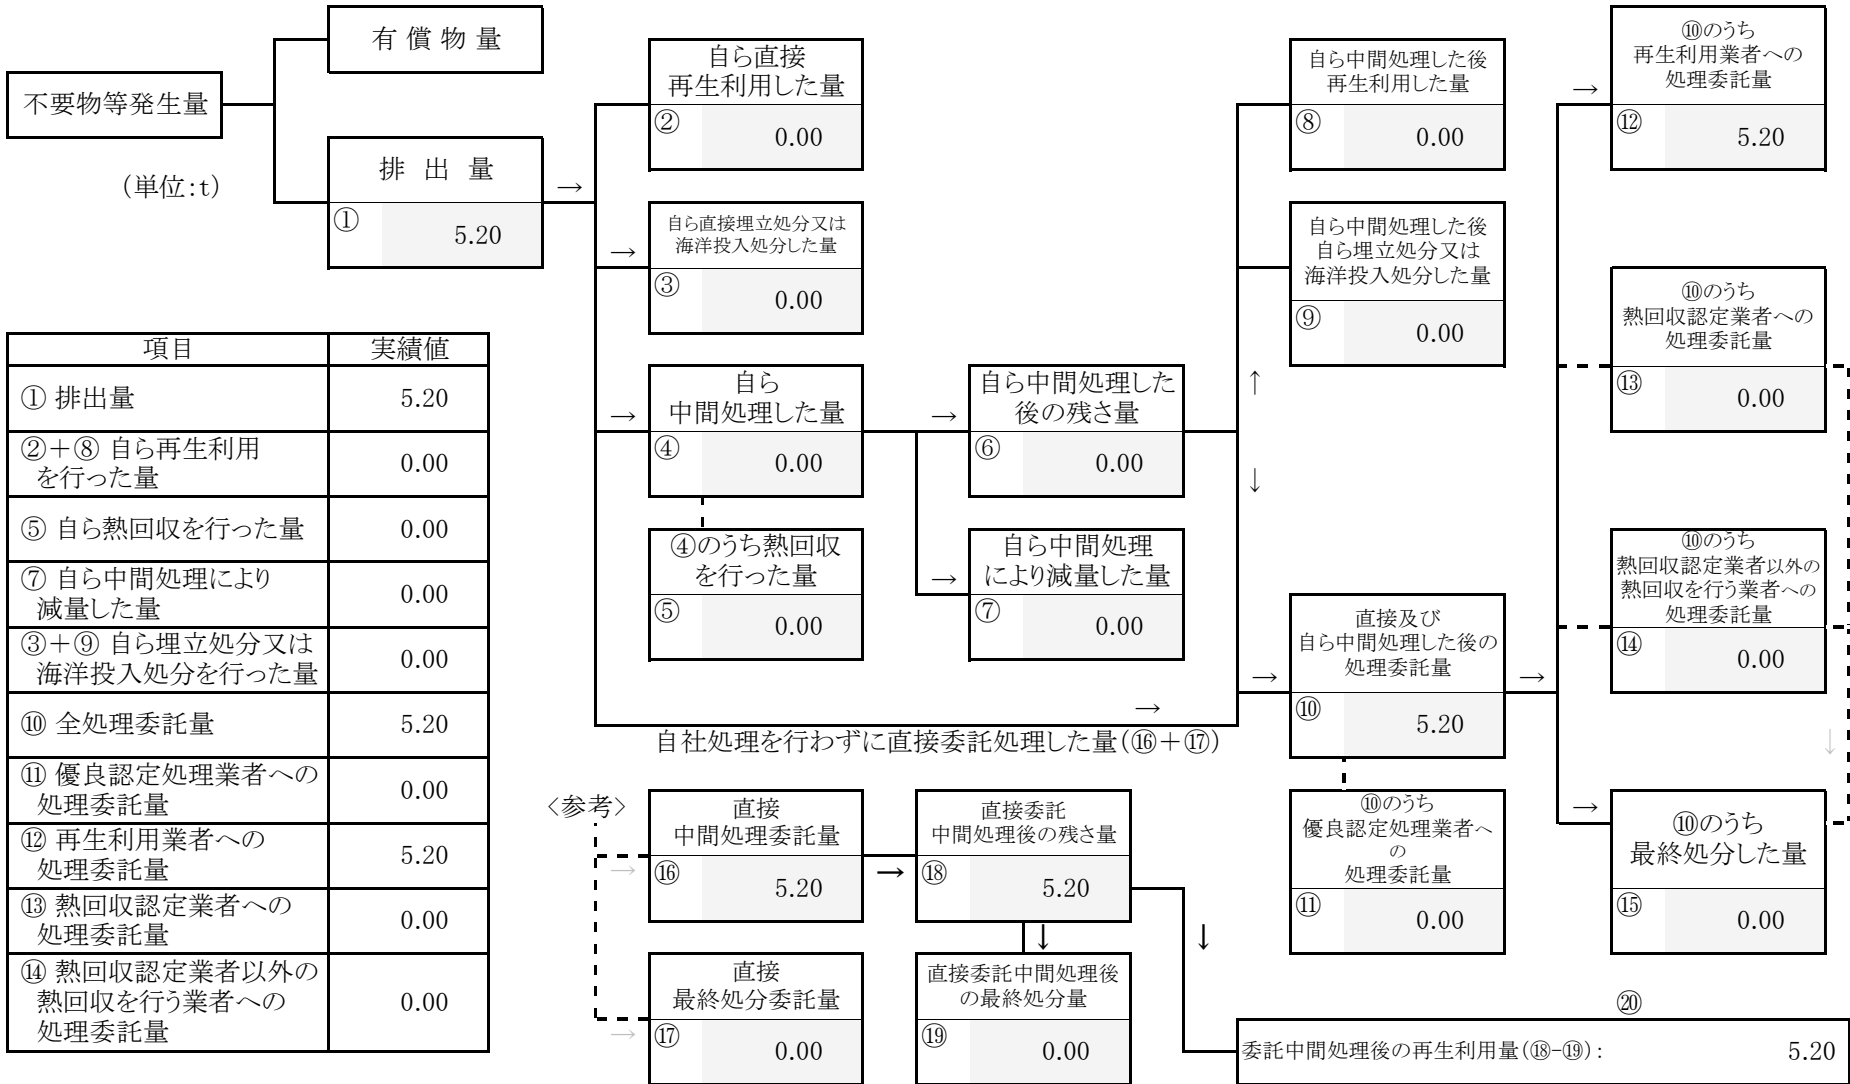 有 償 物 量
不要物等発生量
(単位:t)
排 出 量
①
5.20
→
自ら直接
再生利用した量
②
0.00
→
自ら直接埋立処分又は
海洋投入処分した量
③
0.00
→
自ら
中間処理した量
④
0.00
④のうち熱回収
を行った量
⑤
0.00
→
自ら中間処理した
後の残さ量
⑥
0.00
→
自ら中間処理
により減量した量
⑦
0.00
自ら中間処理した後
再生利用した量
⑧
0.00
自ら中間処理した後
自ら埋立処分又は
海洋投入処分した量
⑨
0.00
↑
↓
→
直接及び
自ら中間処理した後の
処理委託量
⑩
5.20
→
自社処理を行わずに直接委託処理した量(⑯+⑰)
⑩のうち
優良認定処理業者へ
の
処理委託量
⑪
0.00
→
→
⑩のうち
再生利用業者への
処理委託量
⑫
5.20
⑩のうち
熱回収認定業者への
処理委託量
⑬
0.00
⑩のうち
熱回収認定業者以外の
熱回収を行う業者への
処理委託量
⑭
0.00
↓
→
⑩のうち
最終処分した量
⑮
0.00
項目 実績値
① 排出量 5.20
②+⑧ 自ら再生利用
を行った量 0.00
⑤ 自ら熱回収を行った量 0.00
⑦ 自ら中間処理により
減量した量 0.00
③+⑨ 自ら埋立処分又は
海洋投入処分を行った量 0.00
⑩ 全処理委託量 5.20
⑪ 優良認定処理業者への
処理委託量 0.00
⑫ 再生利用業者への
処理委託量 5.20
⑬ 熱回収認定業者への
処理委託量 0.00
⑭ 熱回収認定業者以外の
熱回収を行う業者への
処理委託量 0.00
〈参考〉
→
直接
中間処理委託量
⑯
5.20
→
直接委託
中間処理後の残さ量
⑱
5.20
↓
↓
→
直接
最終処分委託量
⑰
0.00
直接委託中間処理後
の最終処分量
⑲
0.00
⑳
委託中間処理後の再生利用量(⑱-⑲): 5.20